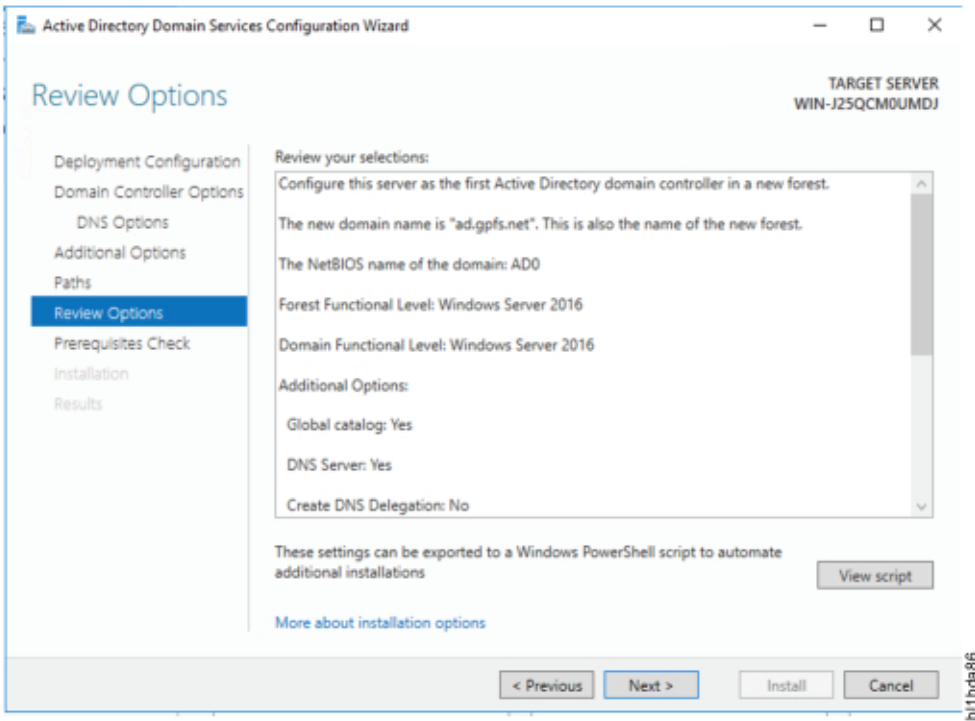 Active Directory Domain Services Configuration Wizard
Review Options
TARGET SERVER
WIN-J25QCM0UMDJ
Deployment Configuration
Domain Controller Options
DNS Options
Additional Options
Paths
Review Options
Prerequisites Check
Installation
Results
Review your selections:
Configure this server as the first Active Directory domain controller in a new forest.
The new domain name is "ad.gpfs.net". This is also the name of the new forest.
The NetBIOS name of the domain: AD0
Forest Functional Level: Windows Server 2016
Domain Functional Level: Windows Server 2016
Additional Options:
Global catalog: Yes
DNS Server: Yes
Create DNS Delegation: No
These settings can be exported to a Windows PowerShell script to automate
additional installations
View script
More about installation options
< Previous
Next >
Install
Cancel